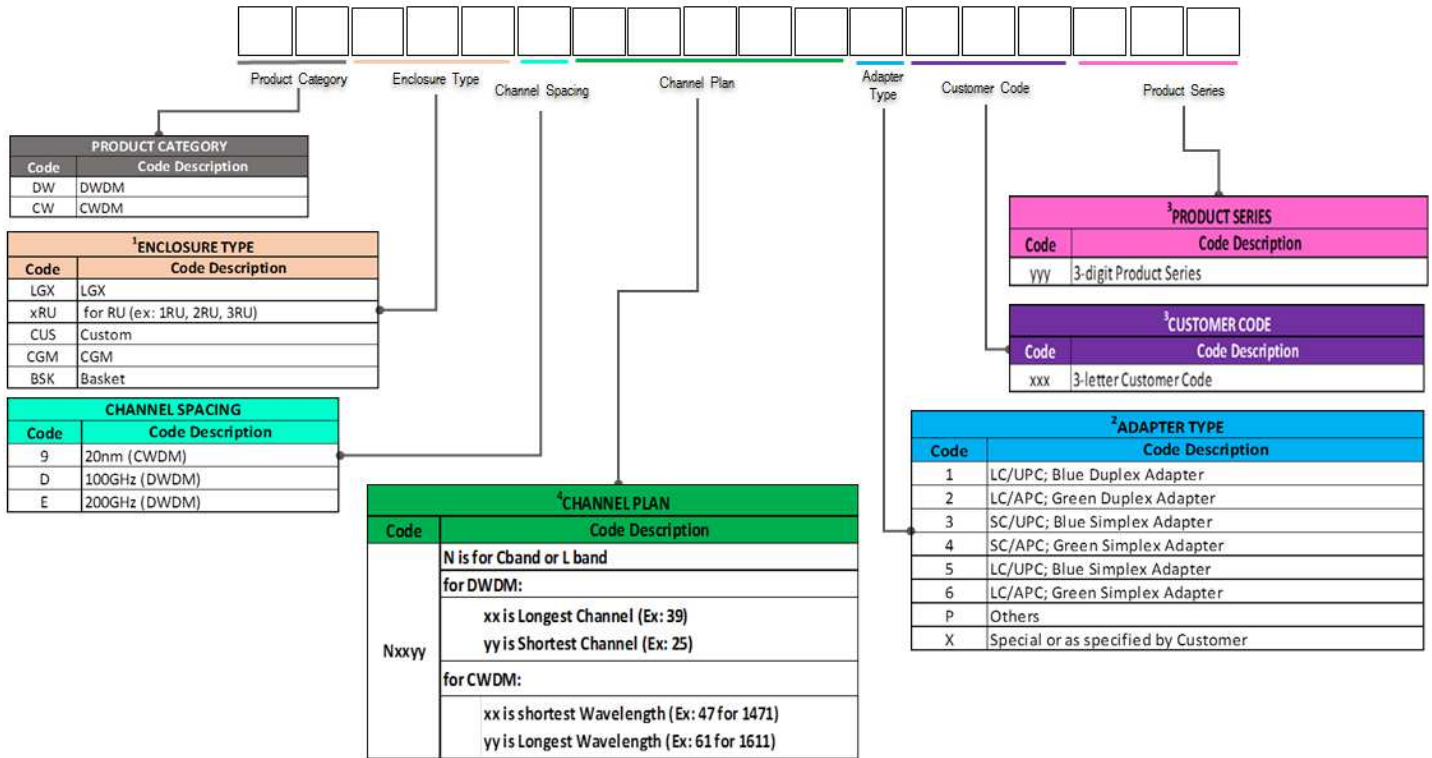 Product Category
Enclosure Type
Channel Spacing
Channel Plan
Adapter
Type
Customer Code
Product Series
PRODUCT CATEGORY
Code Code Description
DW DWDM
CW CWDM
¹ENCLOSURE TYPE
Code Code Description
LGX LGX
xRU for RU (ex: 1RU, 2RU, 3RU)
CUS Custom
CGM CGM
BSK Basket
CHANNEL SPACING
Code Code Description
9 20nm (CWDM)
D 100GHz (DWDM)
E 200GHz (DWDM)
⁴CHANNEL PLAN
Code Code Description
Nxxyy
N is for Cband or L band
for DWDM:
xx is Longest Channel (Ex: 39)
yy is Shortest Channel (Ex: 25)
for CWDM:
xx is shortest Wavelength (Ex: 47 for 1471)
yy is Longest Wavelength (Ex: 61 for 1611)
³PRODUCT SERIES
Code Code Description
yyy 3-digit Product Series
³CUSTOMER CODE
Code Code Description
xxx 3-letter Customer Code
²ADAPTER TYPE
Code Code Description
1 LC/UPC; Blue Duplex Adapter
2 LC/APC; Green Duplex Adapter
3 SC/UPC; Blue Simplex Adapter
4 SC/APC; Green Simplex Adapter
5 LC/UPC; Blue Simplex Adapter
6 LC/APC; Green Simplex Adapter
P Others
X Special or as specified by Customer